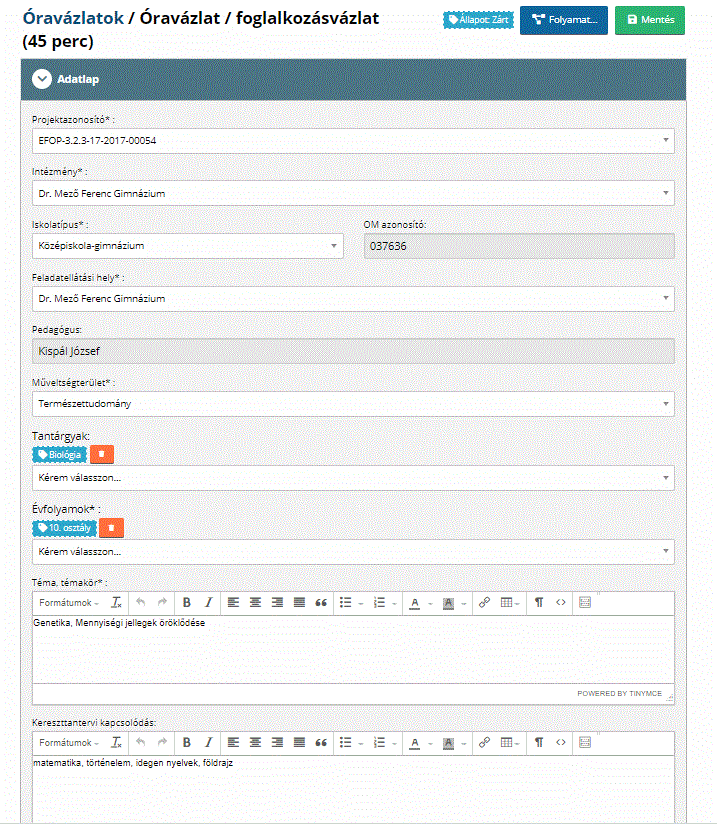 Óravázlatok / Óravázlat / foglalkozásvázlat
(45 perc)
Állapot: Zárt
Folyamat...
Mentés
Adatlap
Projektazonosító* :
EFOP-3.2.3-17-2017-00054
Intézmény* :
Dr. Mező Ferenc Gimnázium
Iskolatípus* :
OM azonosító:
Középiskola-gimnázium
037636
Feladatellátási hely* :
Dr. Mező Ferenc Gimnázium
Pedagógus:
Kispál József
Műveltségterület* :
Természettudomány
Tantárgyak:
Biológia
Kérem válasszon...
Évfolyamok* :
10. osztály
Kérem válasszon...
Téma, témakör* :
Formátumok
Genetika, Mennyiségi jellegek öröklődése
POWERED BY TINYMCE
Kereszttantervi kapcsolódás:
Formátumok
matematika, történelem, idegen nyelvek, földrajz